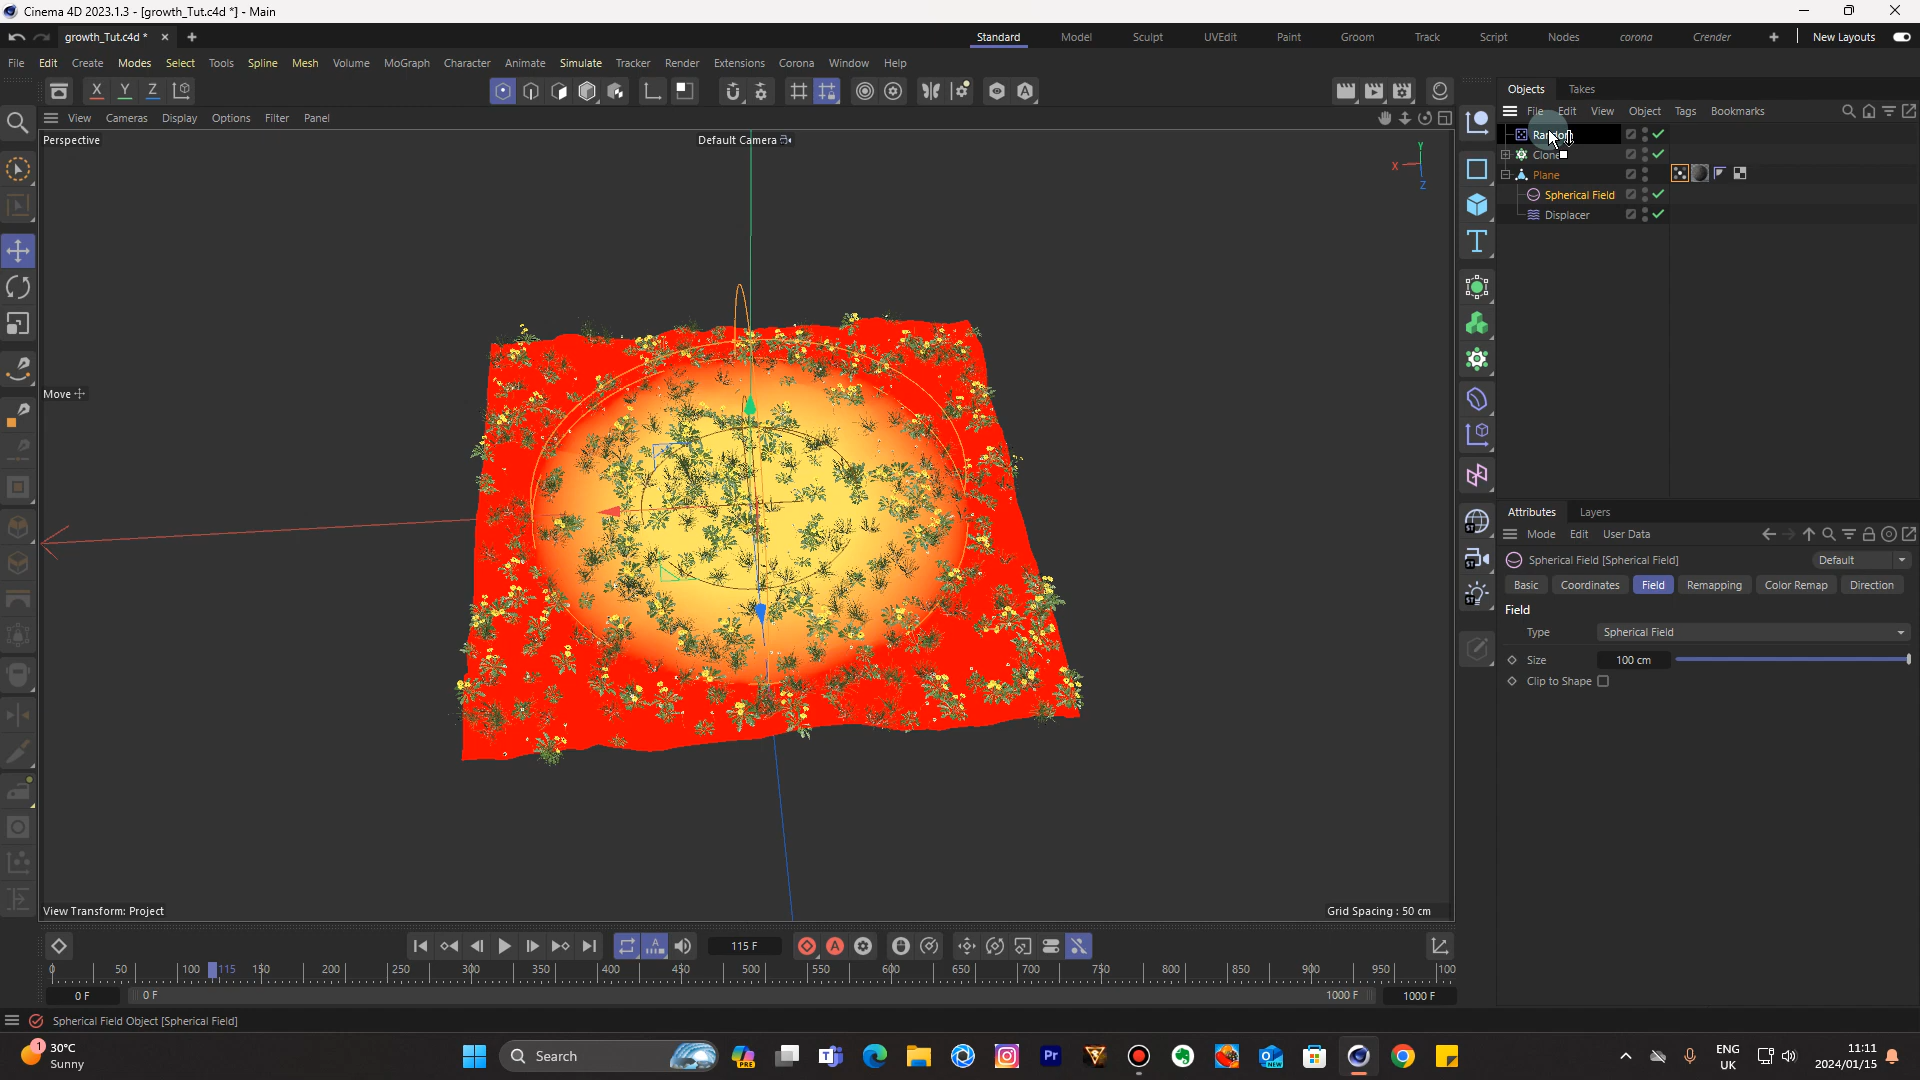 Cinema 4D 2023.1.3 - [growth_Tut.c4d *] - Main
growth_Tut.c4d *
Standard Model Sculpt UVEdit Paint Groom Track Script Nodes corona Crender New Layouts
File Edit Create Modes Select Tools Spline Mesh Volume MoGraph Character Animate Simulate Tracker Render Extensions Corona Window Help
X Y Z
View Cameras Display Options Filter Panel
Perspective
Default Camera
Y
X
Z
Move
View Transform: Project
Grid Spacing : 50 cm
Objects Takes
File Edit View Object Tags Bookmarks
Random
Cloner
Plane
Spherical Field
Displacer
Attributes Layers
Mode Edit User Data
Spherical Field [Spherical Field]
Default
Basic Coordinates Field Remapping Color Remap Direction
Field
Type Spherical Field
Size 100 cm
Clip to Shape
115 F
0 50 100 115 150 200 250 300 350 400 450 500 550 600 650 700 750 800 850 900 950 100
0 F 0 F 1000 F 1000 F
Spherical Field Object [Spherical Field]
1
30°C
Sunny
Search
PRE
Pr
NEW
ENG
UK
11:11
2024/01/15